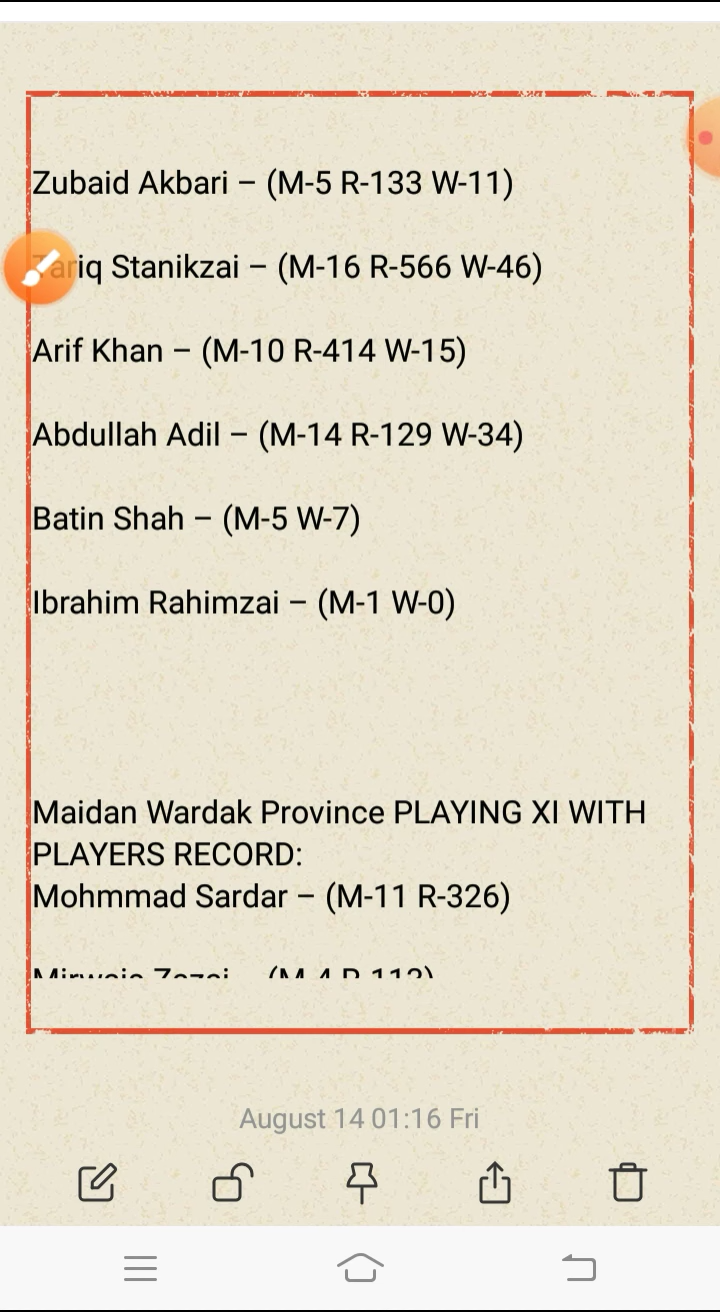 Zubaid Akbari – (M-5 R-133 W-11)
Tariq Stanikzai – (M-16 R-566 W-46)
Arif Khan – (M-10 R-414 W-15)
Abdullah Adil – (M-14 R-129 W-34)
Batin Shah – (M-5 W-7)
Ibrahim Rahimzai – (M-1 W-0)
Maidan Wardak Province PLAYING XI WITH
PLAYERS RECORD:
Mohmmad Sardar – (M-11 R-326)
August 14 01:16 Fri